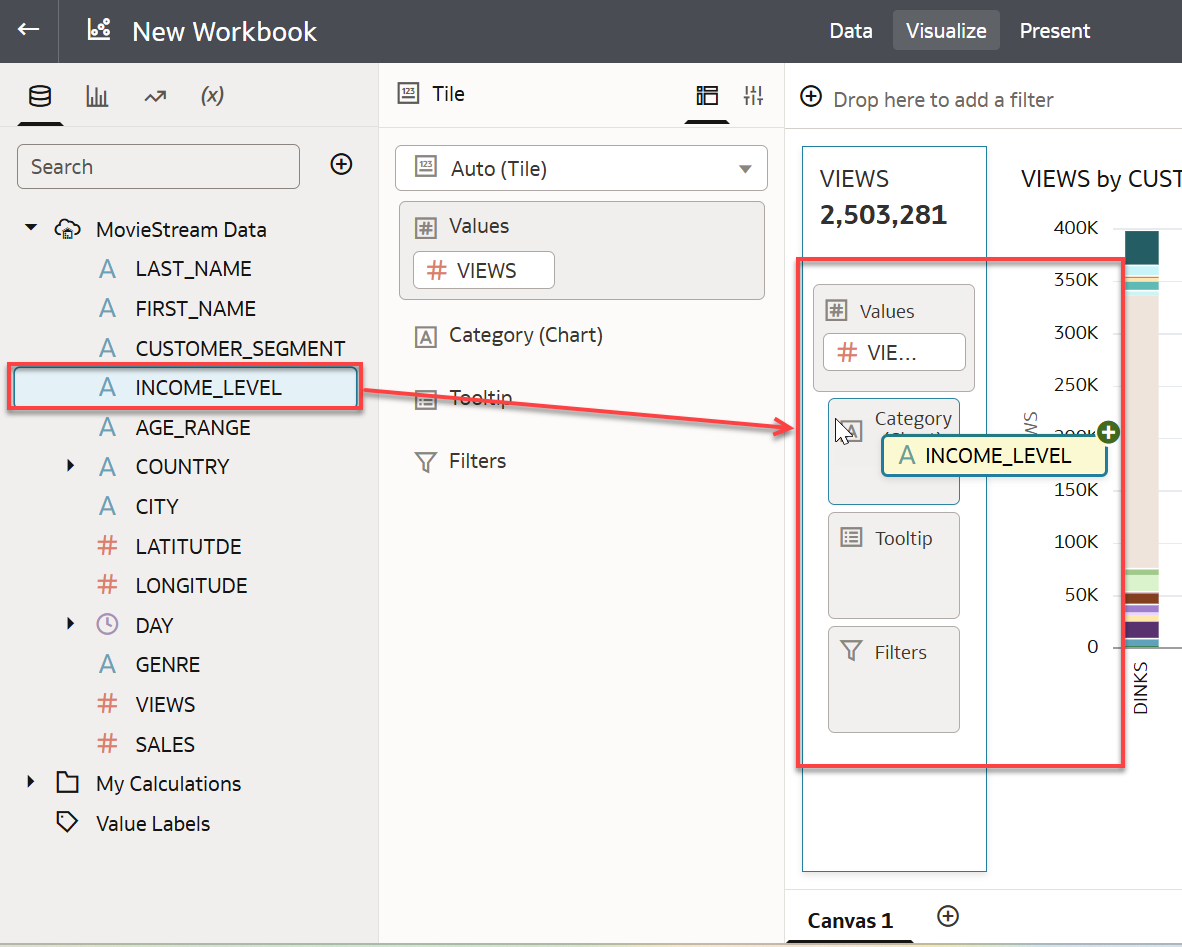 New Workbook
Data
Visualize
Present
(x)
Search
MovieStream Data
A LAST_NAME
A FIRST_NAME
A CUSTOMER_SEGMENT
A INCOME_LEVEL
A AGE_RANGE
A COUNTRY
A CITY
# LATITUTDE
# LONGITUDE
DAY
A GENRE
# VIEWS
# SALES
My Calculations
Value Labels
123 Tile
123 Auto (Tile)
# Values
# VIEWS
A Category (Chart)
Tooltip
Filters
Drop here to add a filter
VIEWS
2,503,281
# Values
# VIE...
A Category
A INCOME_LEVEL
Tooltip
Filters
VIEWS by CUST
400K
350K
300K
250K
150K
100K
50K
0
DINKS
Canvas 1